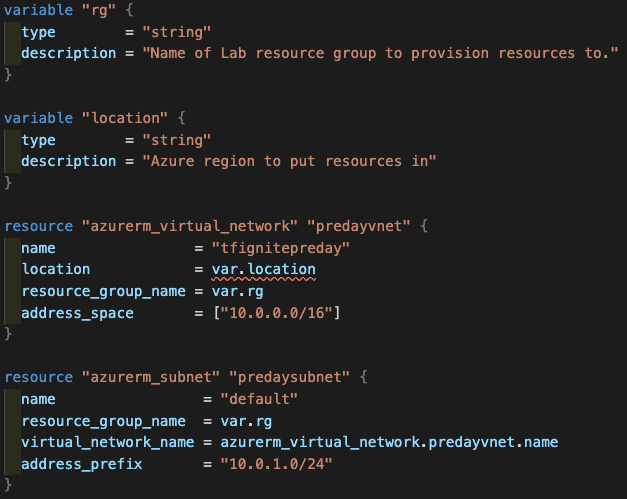 variable "rg" {
  type        = "string"
  description = "Name of Lab resource group to provision resources to."
}

variable "location" {
  type        = "string"
  description = "Azure region to put resources in"
}

resource "azurerm_virtual_network" "predayvnet" {
  name                = "tfignitepreday"
  location            = var.location
  resource_group_name = var.rg
  address_space       = ["10.0.0.0/16"]
}

resource "azurerm_subnet" "predaysubnet" {
  name                 = "default"
  resource_group_name  = var.rg
  virtual_network_name = azurerm_virtual_network.predayvnet.name
  address_prefix       = "10.0.1.0/24"
}